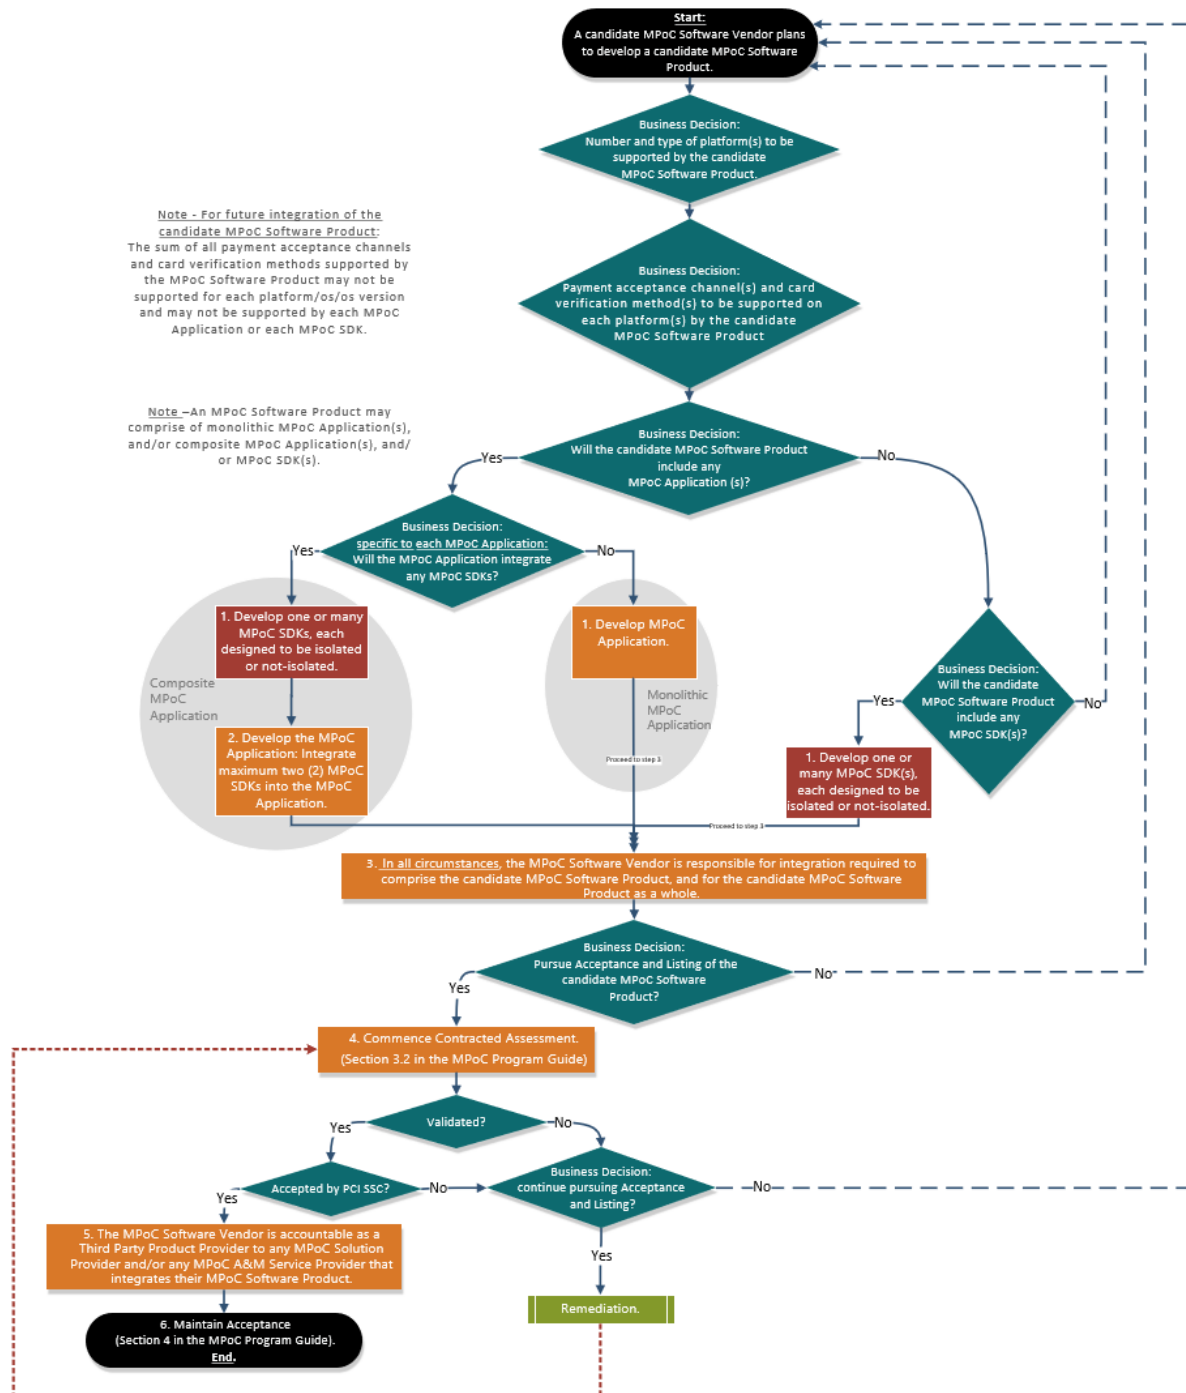 Start:
A candidate MPoC Software Vendor plans
to develop a candidate MPoC Software
Product.
Business Decision:
Number and type of platform(s) to be
supported by the candidate
MPoC Software Product.
Note - For future integration of the
candidate MPoC Software Product:
The sum of all payment acceptance channels
and card verification methods supported by
the MPoC Software Product may not be
supported for each platform/os/os version
and may not be supported by each MPoC
Application or each MPoC SDK.
Business Decision:
Payment acceptance channel(s) and card
verification method(s) to be supported on
each platform(s) by the candidate
MPoC Software Product
Note –An MPoC Software Product may
comprise of monolithic MPoC Application(s),
and/or composite MPoC Application(s), and/
or MPoC SDK(s).
Business Decision:
Will the candidate MPoC Software Product
include any
MPoC Application (s)?
Yes
No
Business Decision:
specific to each MPoC Application:
Will the MPoC Application integrate
any MPoC SDKs?
Yes
No
1. Develop one or many
MPoC SDKs, each
designed to be isolated
or not-isolated.
Composite
MPoC
Application
2. Develop the MPoC
Application: Integrate
maximum two (2) MPoC
SDKs into the MPoC
Application.
1. Develop MPoC
Application.
Monolithic
MPoC
Application
Proceed to step 3
Business Decision:
Will the candidate
MPoC Software Product
include any
MPoC SDK(s)?
Yes
No
1. Develop one or
many MPoC SDK(s),
each designed to be
isolated or not-isolated.
Proceed to step 3
3. In all circumstances, the MPoC Software Vendor is responsible for integration required to
comprise the candidate MPoC Software Product, and for the candidate MPoC Software
Product as a whole.
Business Decision:
Pursue Acceptance and Listing of the
candidate MPoC Software
Product?
Yes
No
4. Commence Contracted Assessment.
(Section 3.2 in the MPoC Program Guide)
Validated?
Yes
No
Accepted by PCI SSC?
Yes
No
Business Decision:
continue pursuing Acceptance
and Listing?
No
Yes
5. The MPoC Software Vendor is accountable as a
Third Party Product Provider to any MPoC Solution
Provider and/or any MPoC A&M Service Provider that
integrates their MPoC Software Product.
Remediation.
6. Maintain Acceptance
(Section 4 in the MPoC Program Guide).
End.